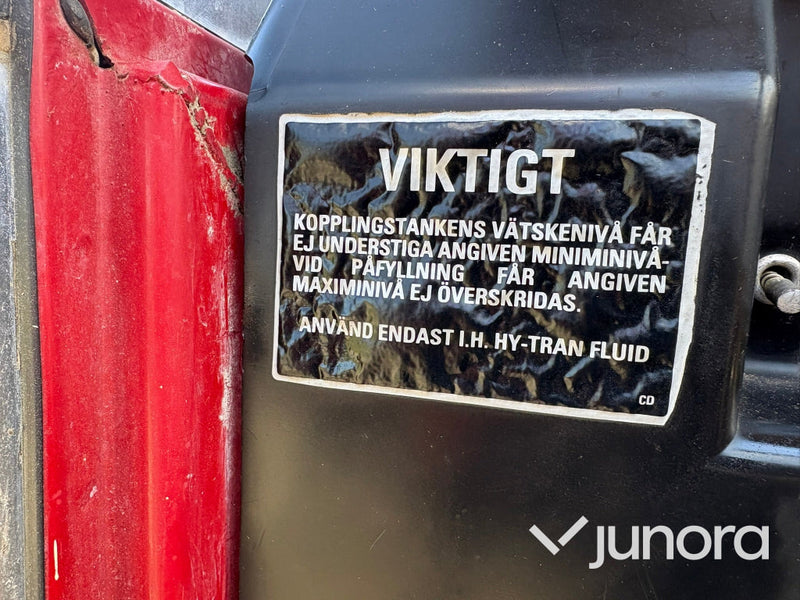 VIKTIGT
KOPPLINGSTANKENS VÄTSKENIVÅ FÅR
EJ UNDERSTIGA ANGIVEN MINIMINIVÅ-
VID PÅFYLLNING FÅR ANGIVEN
MAXIMINIVÅ EJ ÖVERSKRIDAS.
ANVÄND ENDAST I.H. HY-TRAN FLUID
CD
junora